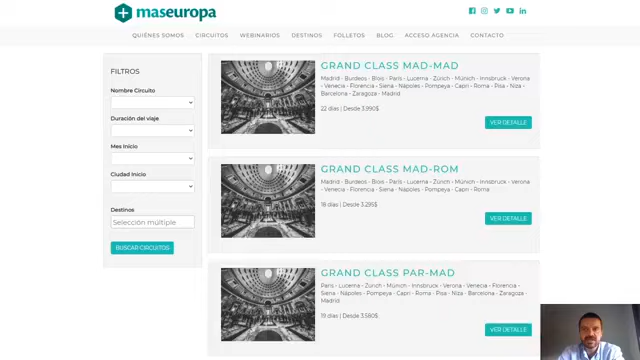 maseuropa
QUIÉNES SOMOS CIRCUITOS WEBINARIOS DESTINOS FOLLETOS BLOG ACCESO AGENCIA CONTACTO
FILTROS
Nombre Circuito
Duración del viaje
Mes Inicio
Ciudad Inicio
Destinos
Selección múltiple
BUSCAR CIRCUITOS
GRAND CLASS MAD-MAD
Madrid - Burdeos - Blois - París - Lucerna - Zürich - Múnich - Innsbruck - Verona
- Venecia - Florencia - Siena - Nápoles - Pompeya - Capri - Roma - Pisa - Niza -
Barcelona - Zaragoza - Madrid
22 días | Desde 3.990$
VER DETALLE
GRAND CLASS MAD-ROM
Madrid - Burdeos - Blois - París - Lucerna - Zürich - Múnich - Innsbruck - Verona
- Venecia - Florencia - Siena - Nápoles - Pompeya - Capri - Roma
18 días | Desde 3.295$
VER DETALLE
GRAND CLASS PAR-MAD
París - Lucerna - Zürich - Múnich - Innsbruck - Verona - Venecia - Florencia -
Siena - Nápoles - Pompeya - Capri - Roma - Pisa - Niza - Barcelona - Zaragoza -
Madrid
19 días | Desde 3.580$
VER DETALLE